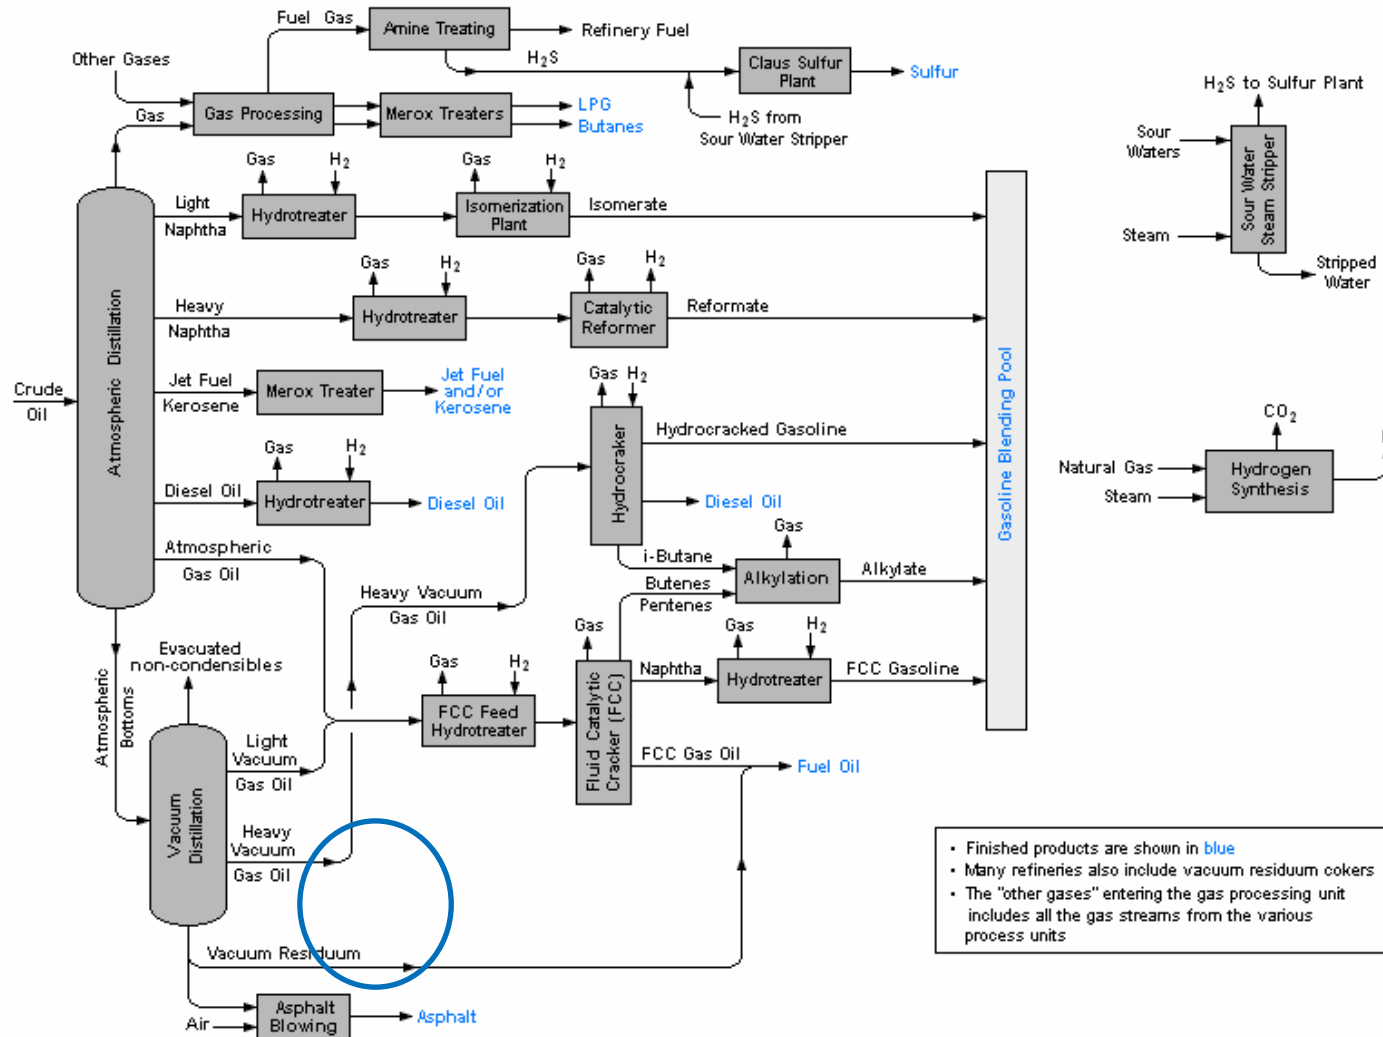 Fuel Gas
Amine Treating
Refinery Fuel
Other Gases
H2S
Claus Sulfur
Plant
Sulfur
H2S to Sulfur Plant
Gas
Gas Processing
Merox Treaters
LPG
Butanes
H2S from
Sour Water Stripper
Sour
Waters
Sour Water
Steam Stripper
Steam
Stripped
Water
Gas
H2
Gas
H2
Light
Naphtha
Hydrotreater
Isomerization
Plant
Isomerate
Gas
H2
Gas
H2
Heavy
Naphtha
Hydrotreater
Catalytic
Reformer
Reformate
Atmospheric Distillation
Crude
Oil
Jet Fuel
Kerosene
Merox Treater
Jet Fuel
and/or
Kerosene
Gas
H2
Hydrocraker
Hydrocracked Gasoline
Gasoline Blending Pool
CO2
Natural Gas
Steam
Hydrogen
Synthesis
Gas
H2
Diesel Oil
Hydrotreater
Diesel Oil
Diesel Oil
Atmospheric
Gas Oil
i-Butane
Gas
Butenes
Pentenes
Alkylation
Alkylate
Heavy Vacuum
Gas Oil
Atmospheric
Bottoms
Evacuated
non-condensibles
Gas
H2
FCC Feed
Hydrotreater
Gas
Fluid Catalytic
Cracker (FCC)
Naphtha
Gas
H2
Hydrotreater
FCC Gasoline
FCC Gas Oil
Fuel Oil
Light
Vacuum
Gas Oil
Vacuum
Distillation
Heavy
Vacuum
Gas Oil
Vacuum Residuum
Air
Asphalt
Blowing
Asphalt
• Finished products are shown in blue
• Many refineries also include vacuum residuum cokers
• The "other gases" entering the gas processing unit
includes all the gas streams from the various
process units